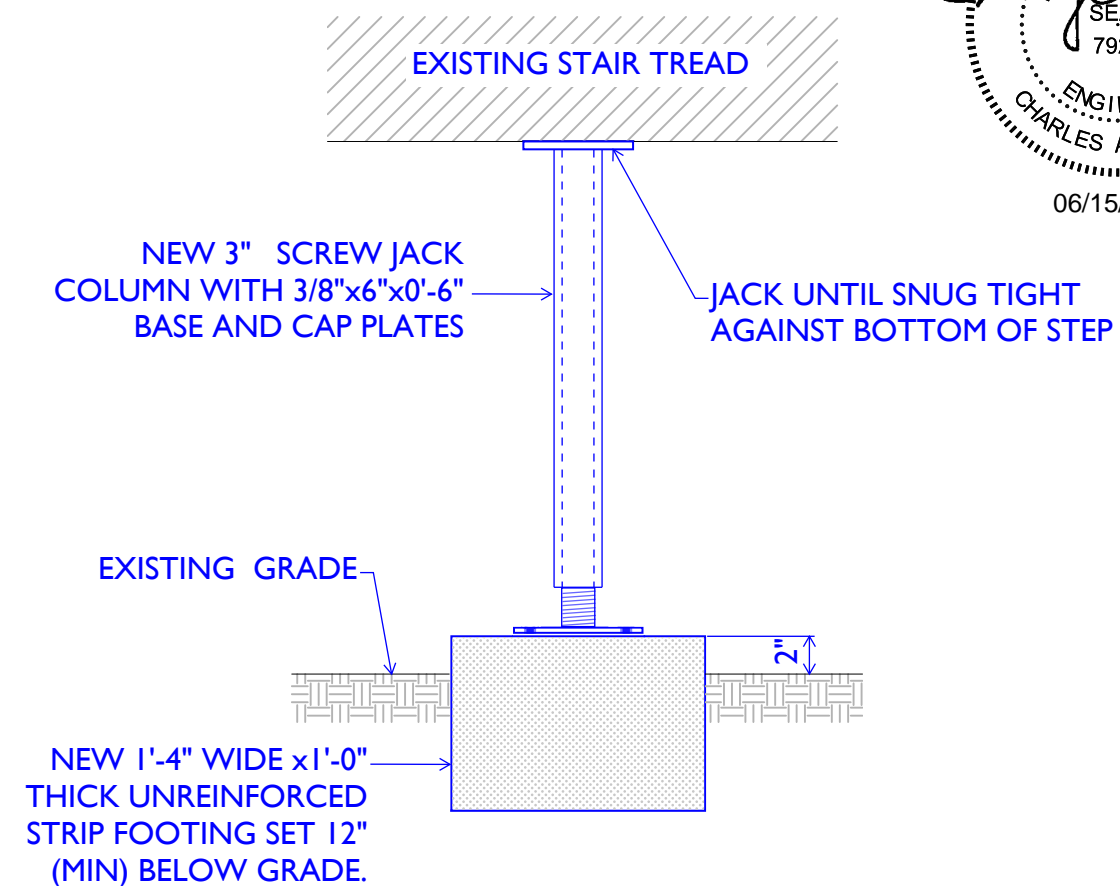 EXISTING STAIR TREAD
CHARLES
06/15/
NEW 3" SCREW JACK
COLUMN WITH 3/8"x6"x0'-6"
BASE AND CAP PLATES
JACK UNTIL SNUG TIGHT
AGAINST BOTTOM OF STEP
EXISTING GRADE
2"
NEW 1'-4" WIDE x1'-0"
THICK UNREINFORCED
STRIP FOOTING SET 12"
(MIN) BELOW GRADE.